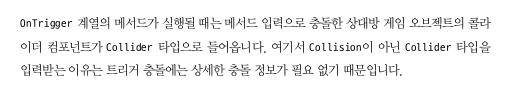 OnTrigger 계열의 메서드가 실행될 때는 메서드 입력으로 충돌한 상대방 게임 오브젝트의 콜라
이더 컴포넌트가 Collider 타입으로 들어옵니다. 여기서 Collision이 아닌 Collider 타입을
입력받는 이유는 트리거 충돌에는 상세한 충돌 정보가 필요 없기 때문입니다.